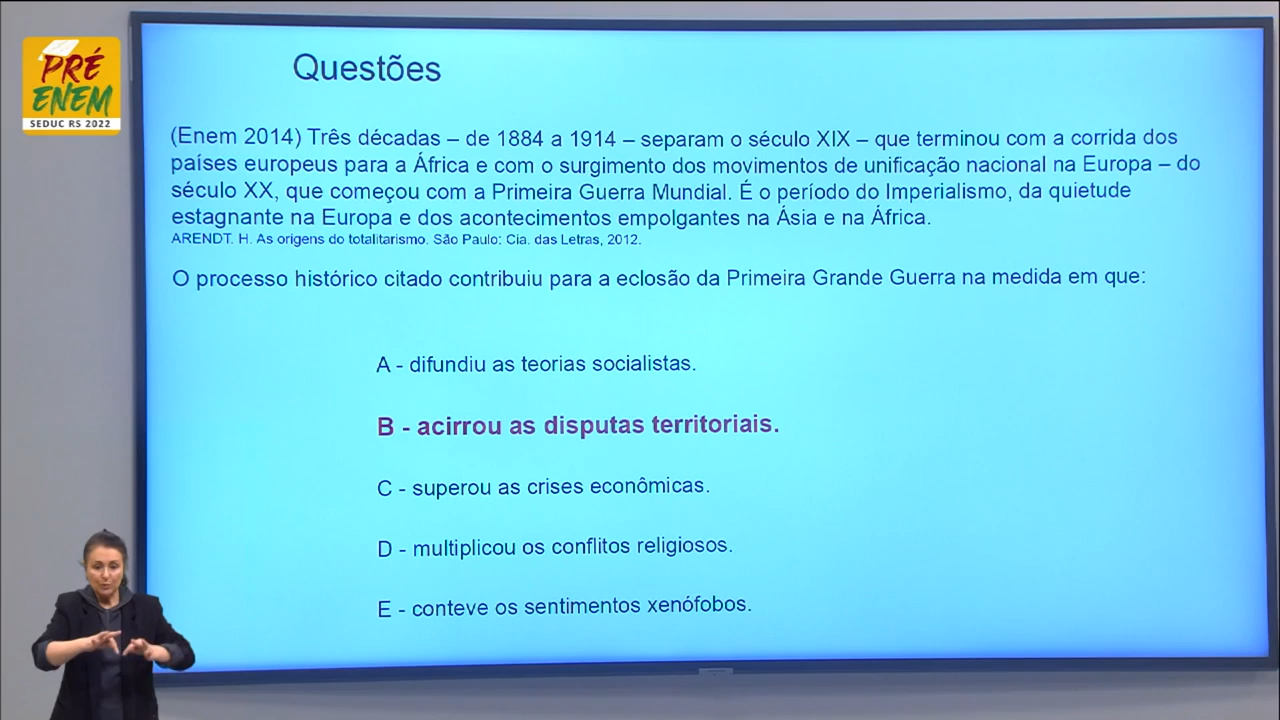 PRÉ
ENEM
SEDUC RS 2022
Questões
(Enem 2014) Três décadas – de 1884 a 1914 – separam o século XIX – que terminou com a corrida dos
países europeus para a África e com o surgimento dos movimentos de unificação nacional na Europa – do
século XX, que começou com a Primeira Guerra Mundial. É o período do Imperialismo, da quietude
estagnante na Europa e dos acontecimentos empolgantes na Ásia e na África.
ARENDT. H. As origens do totalitarismo. São Paulo: Cia. das Letras, 2012.
O processo histórico citado contribuiu para a eclosão da Primeira Grande Guerra na medida em que:
A - difundiu as teorias socialistas.
B - acirrou as disputas territoriais.
C - superou as crises econômicas.
D - multiplicou os conflitos religiosos.
E - conteve os sentimentos xenófobos.